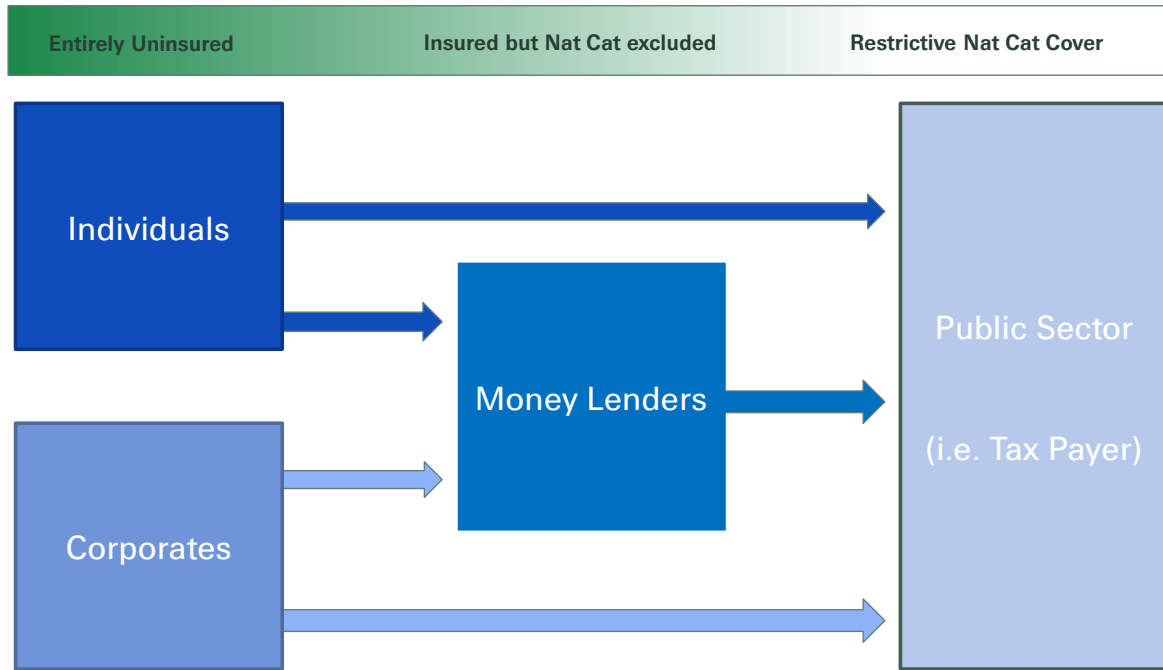 Entirely Uninsured
Insured but Nat Cat excluded
Restrictive Nat Cat Cover
Individuals
Money Lenders
Corporates
Public Sector
(i.e. Tax Payer)